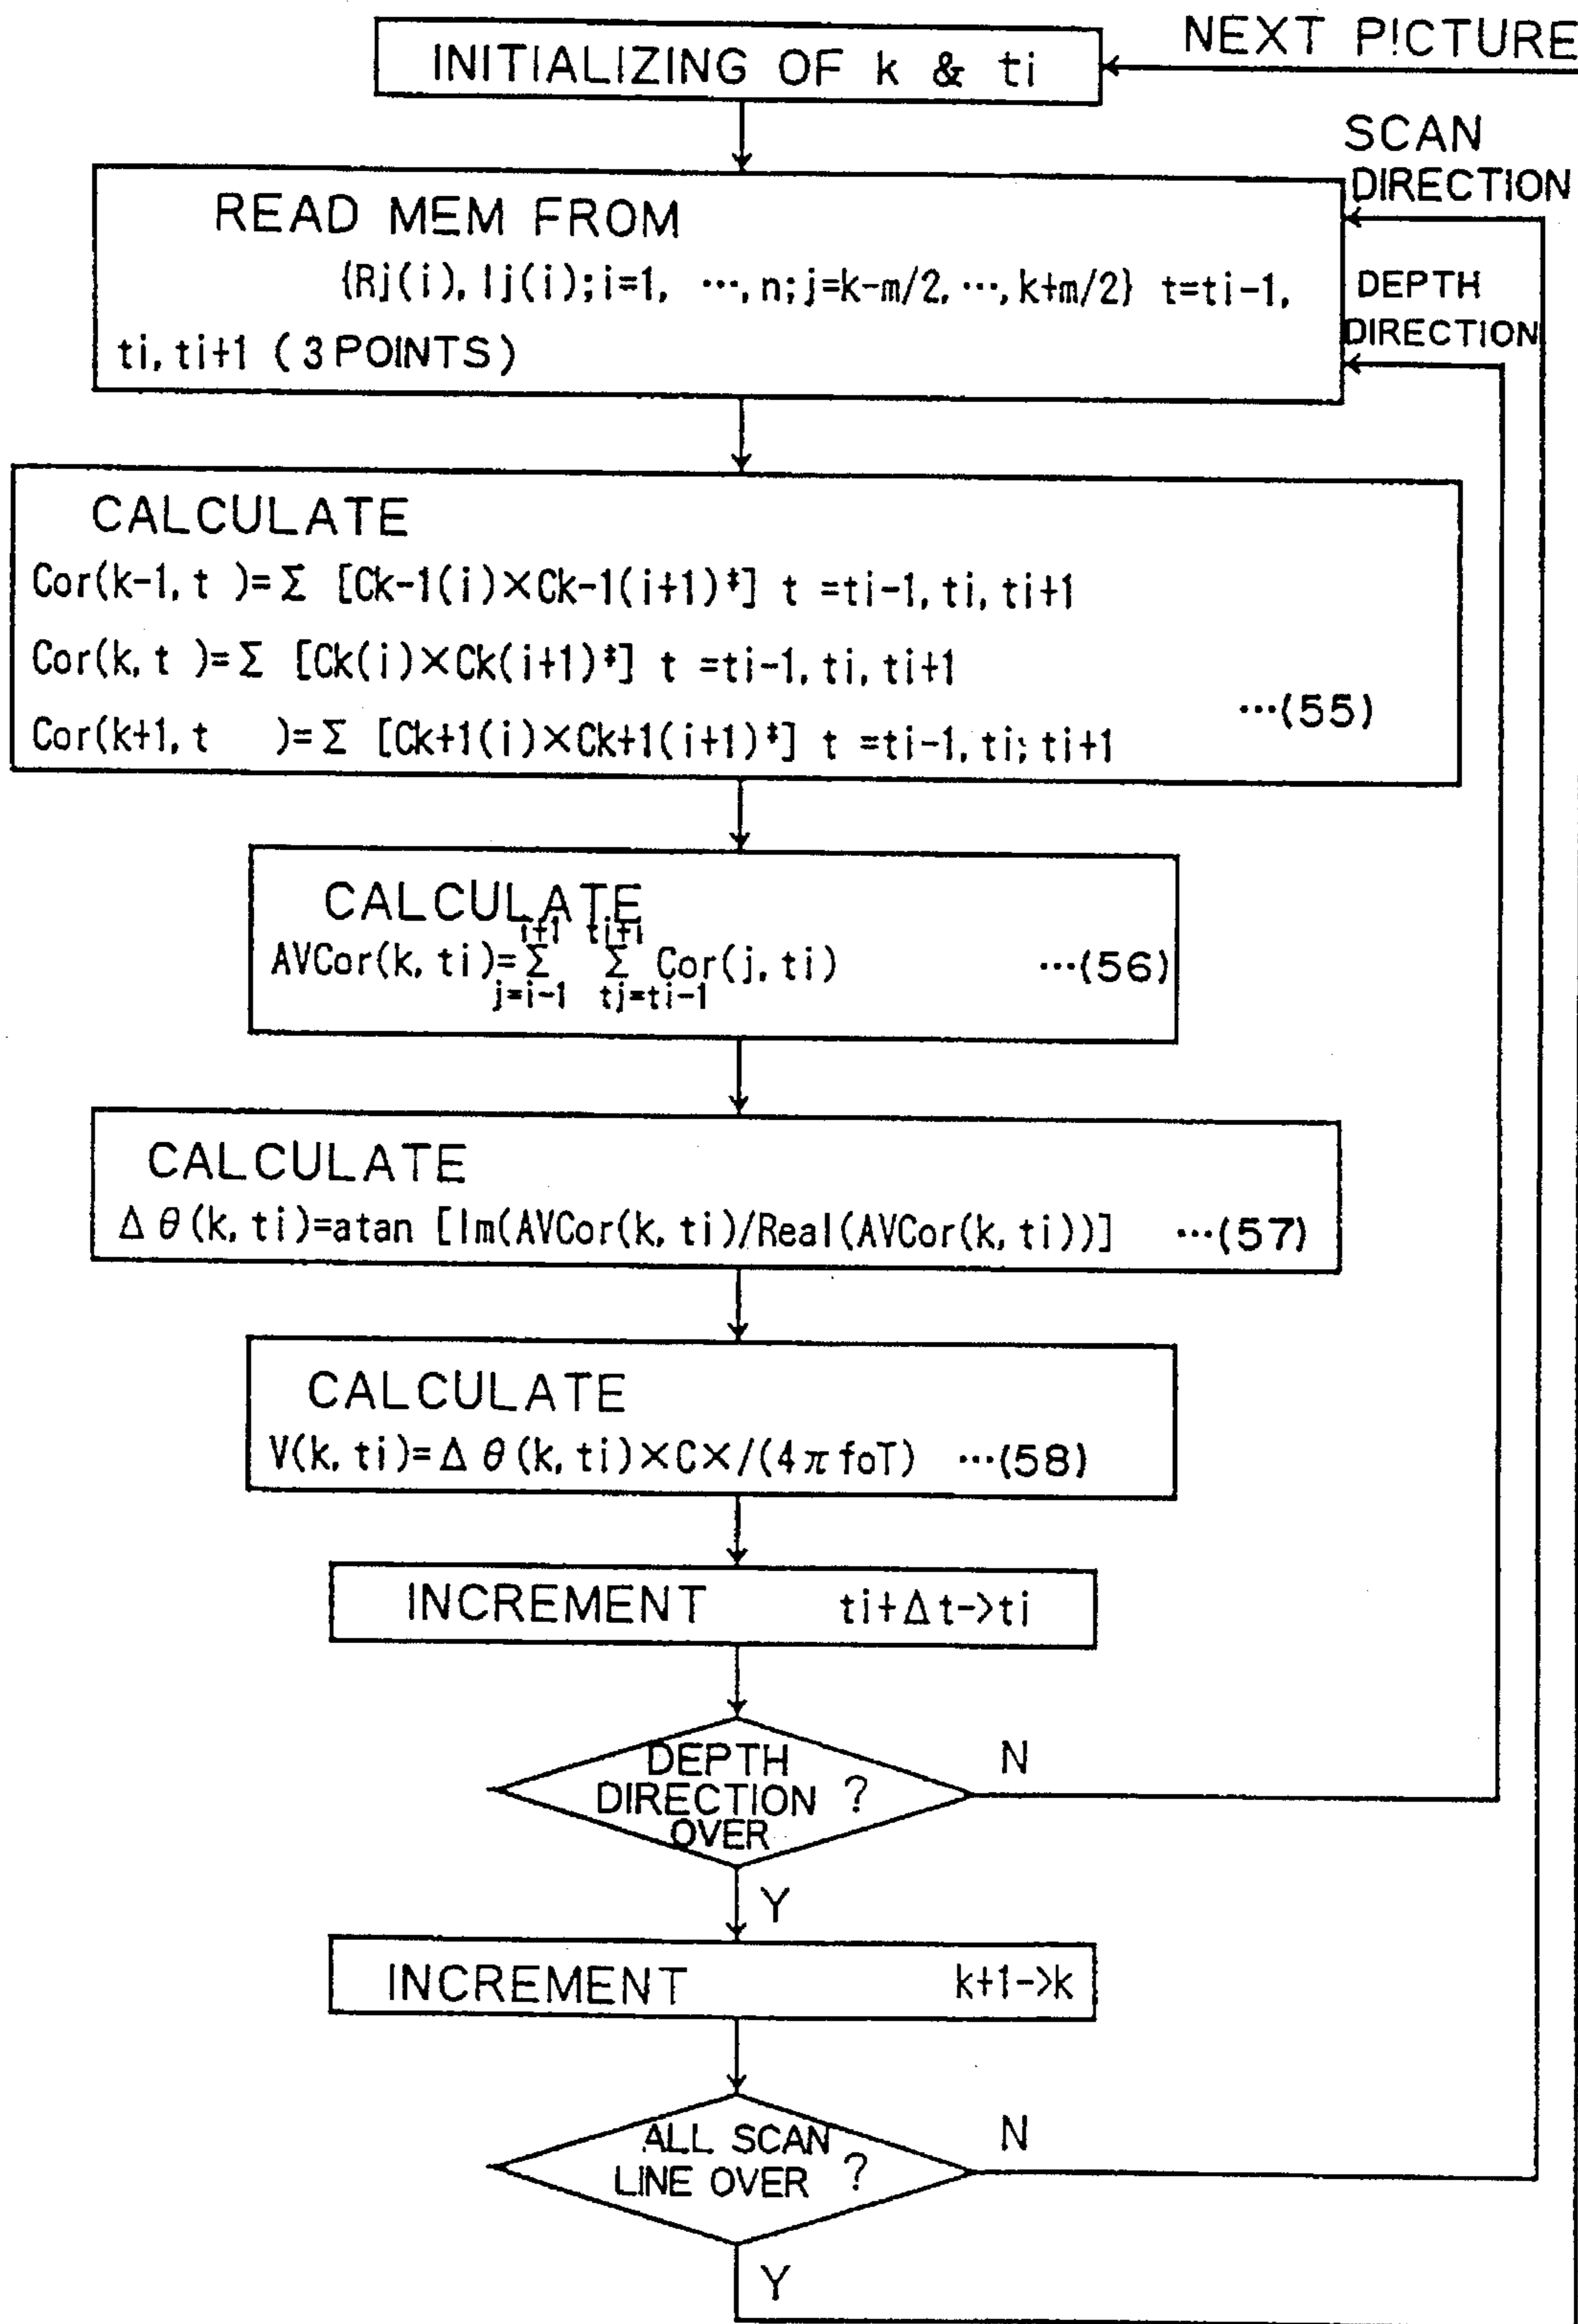 NEXT P!CTURE
INITIALIZING OF k & ti
SCAN
DIRECTION
READ MEM FROM
{Rj(i), Ij(i);i=1, ⋯,n;j=k-m/2, ⋯,k+m/2} t=ti-1,
ti, ti+1 (3 POINTS)
DEPTH
DIRECTION
CALCULATE
Cor(k-1, t )=Σ [Ck-1(i)×Ck-1(i+1)*] t =ti-1, ti, ti+1
Cor(k, t )=Σ [Ck(i)×Ck(i+1)*] t =ti-1, ti, ti+1
⋯(55)
Cor(k+1, t )=Σ [Ck+1(i)×Ck+1(i+1)*] t =ti-1, ti; ti+1
CALCULATE
i+1 ti+1
AVCor(k, ti)=Σ Σ Cor(j, ti) ⋯(56)
j=i-1 tj=ti-1
CALCULATE
Δθ(k, ti)=atan [Im(AVCor(k, ti)/Real(AVCor(k, ti))] ⋯(57)
CALCULATE
V(k, ti)=Δθ(k, ti)×C×/(4πfoT) ⋯(58)
INCREMENT ti+Δt->ti
DEPTH
DIRECTION ?
OVER
N
Y
INCREMENT k+1->k
ALL SCAN
LINE OVER ?
N
Y